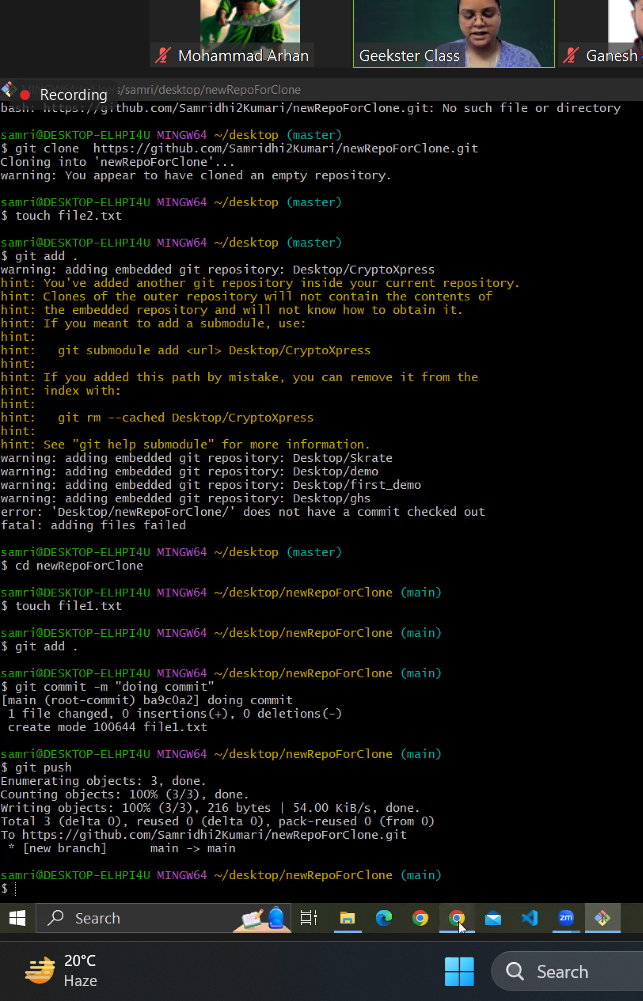 Mohammad Arhan
Geekster Class
Ganesh
Recording
s/samri/desktop/newRepoForClone
bash: https://github.com/Samridhi2Kumari/newRepoForClone.git: No such file or directory
samri@DESKTOP-ELHPI4U MINGW64 ~/desktop (master)
$ git clone  https://github.com/Samridhi2Kumari/newRepoForClone.git
Cloning into 'newRepoForClone'...
warning: You appear to have cloned an empty repository.
samri@DESKTOP-ELHPI4U MINGW64 ~/desktop (master)
$ touch file2.txt
samri@DESKTOP-ELHPI4U MINGW64 ~/desktop (master)
$ git add .
warning: adding embedded git repository: Desktop/CryptoXpress
hint: You've added another git repository inside your current repository.
hint: Clones of the outer repository will not contain the contents of
hint: the embedded repository and will not know how to obtain it.
hint: If you meant to add a submodule, use:
hint:
hint:   git submodule add <url> Desktop/CryptoXpress
hint:
hint: If you added this path by mistake, you can remove it from the
hint: index with:
hint:
hint:   git rm --cached Desktop/CryptoXpress
hint:
hint: See "git help submodule" for more information.
warning: adding embedded git repository: Desktop/Skrate
warning: adding embedded git repository: Desktop/demo
warning: adding embedded git repository: Desktop/first_demo
warning: adding embedded git repository: Desktop/ghs
error: 'Desktop/newRepoForClone/' does not have a commit checked out
fatal: adding files failed
samri@DESKTOP-ELHPI4U MINGW64 ~/desktop (master)
$ cd newRepoForClone
samri@DESKTOP-ELHPI4U MINGW64 ~/desktop/newRepoForClone (main)
$ touch file1.txt
samri@DESKTOP-ELHPI4U MINGW64 ~/desktop/newRepoForClone (main)
$ git add .
samri@DESKTOP-ELHPI4U MINGW64 ~/desktop/newRepoForClone (main)
$ git commit -m "doing commit"
[main (root-commit) ba9c0a2] doing commit
 1 file changed, 0 insertions(+), 0 deletions(-)
 create mode 100644 file1.txt
samri@DESKTOP-ELHPI4U MINGW64 ~/desktop/newRepoForClone (main)
$ git push
Enumerating objects: 3, done.
Counting objects: 100% (3/3), done.
Writing objects: 100% (3/3), 216 bytes | 54.00 KiB/s, done.
Total 3 (delta 0), reused 0 (delta 0), pack-reused 0 (from 0)
To https://github.com/Samridhi2Kumari/newRepoForClone.git
 * [new branch]      main -> main
samri@DESKTOP-ELHPI4U MINGW64 ~/desktop/newRepoForClone (main)
$
Search
zm
20°C
Haze
Search